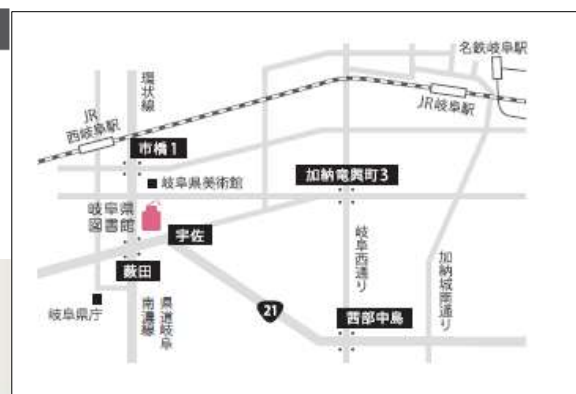 名鉄岐阜駅
JR岐阜駅
JR
西岐阜駅
環状線
市橋1
岐阜県美術館
加納竜興町3
岐阜県
図書館
宇佐
薮田
岐阜県庁
県道岐阜
南濃線
21
岐阜西通り
加納城南通り
茜部中島